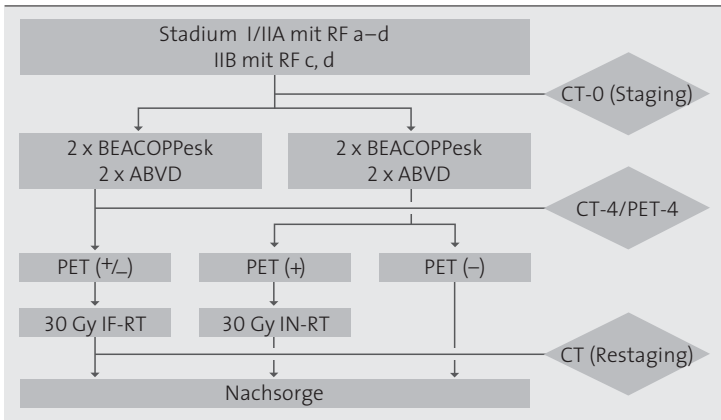 Stadium I/IIA mit RF a–d
IIB mit RF c, d
CT-0 (Staging)
2 x BEACOPPesk
2 x ABVD
2 x BEACOPPesk
2 x ABVD
CT-4/PET-4
PET (+/–)
PET (+)
PET (–)
30 Gy IF-RT
30 Gy IN-RT
CT (Restaging)
Nachsorge